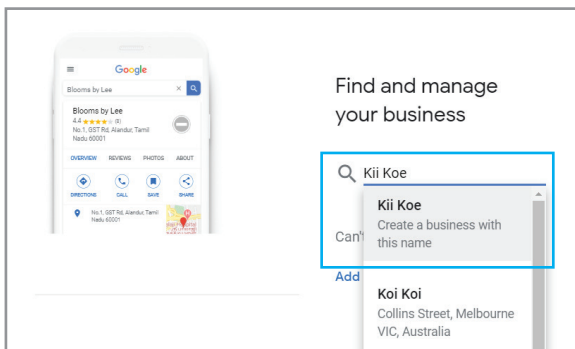 Google
Blooms by Lee
Blooms by Lee
4.4 ★★★★★ (8)
No.1, GST Rd, Alandur, Tamil
Nadu 60001
OVERVIEW REVIEWS PHOTOS ABOUT
DIRECTIONS CALL SAVE SHARE
No.1, GST Rd, Alandur, Tamil
Nadu 60001
Find and manage
your business
Kii Koe
Kii Koe
Create a business with
this name
Can't
Add
Koi Koi
Collins Street, Melbourne
VIC, Australia